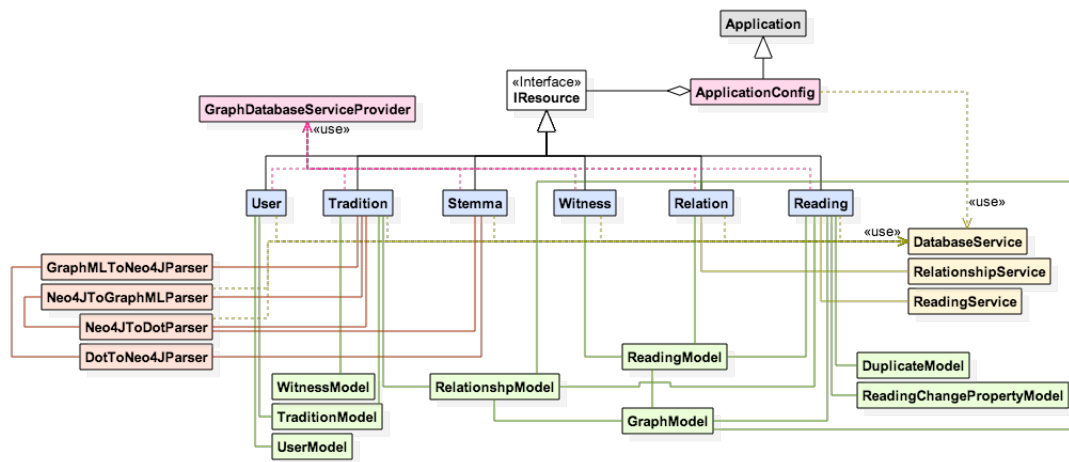 Application
«Interface»
IResource
ApplicationConfig
GraphDatabaseServiceProvider
«use»
User
Tradition
Stemma
Witness
Relation
Reading
«use»
«use»
DatabaseService
GraphMLToNeo4JParser
RelationshipService
Neo4JToGraphMLParser
ReadingService
Neo4JToDotParser
DotToNeo4JParser
ReadingModel
DuplicateModel
WitnessModel
RelationshpModel
ReadingChangePropertyModel
TraditionModel
GraphModel
UserModel